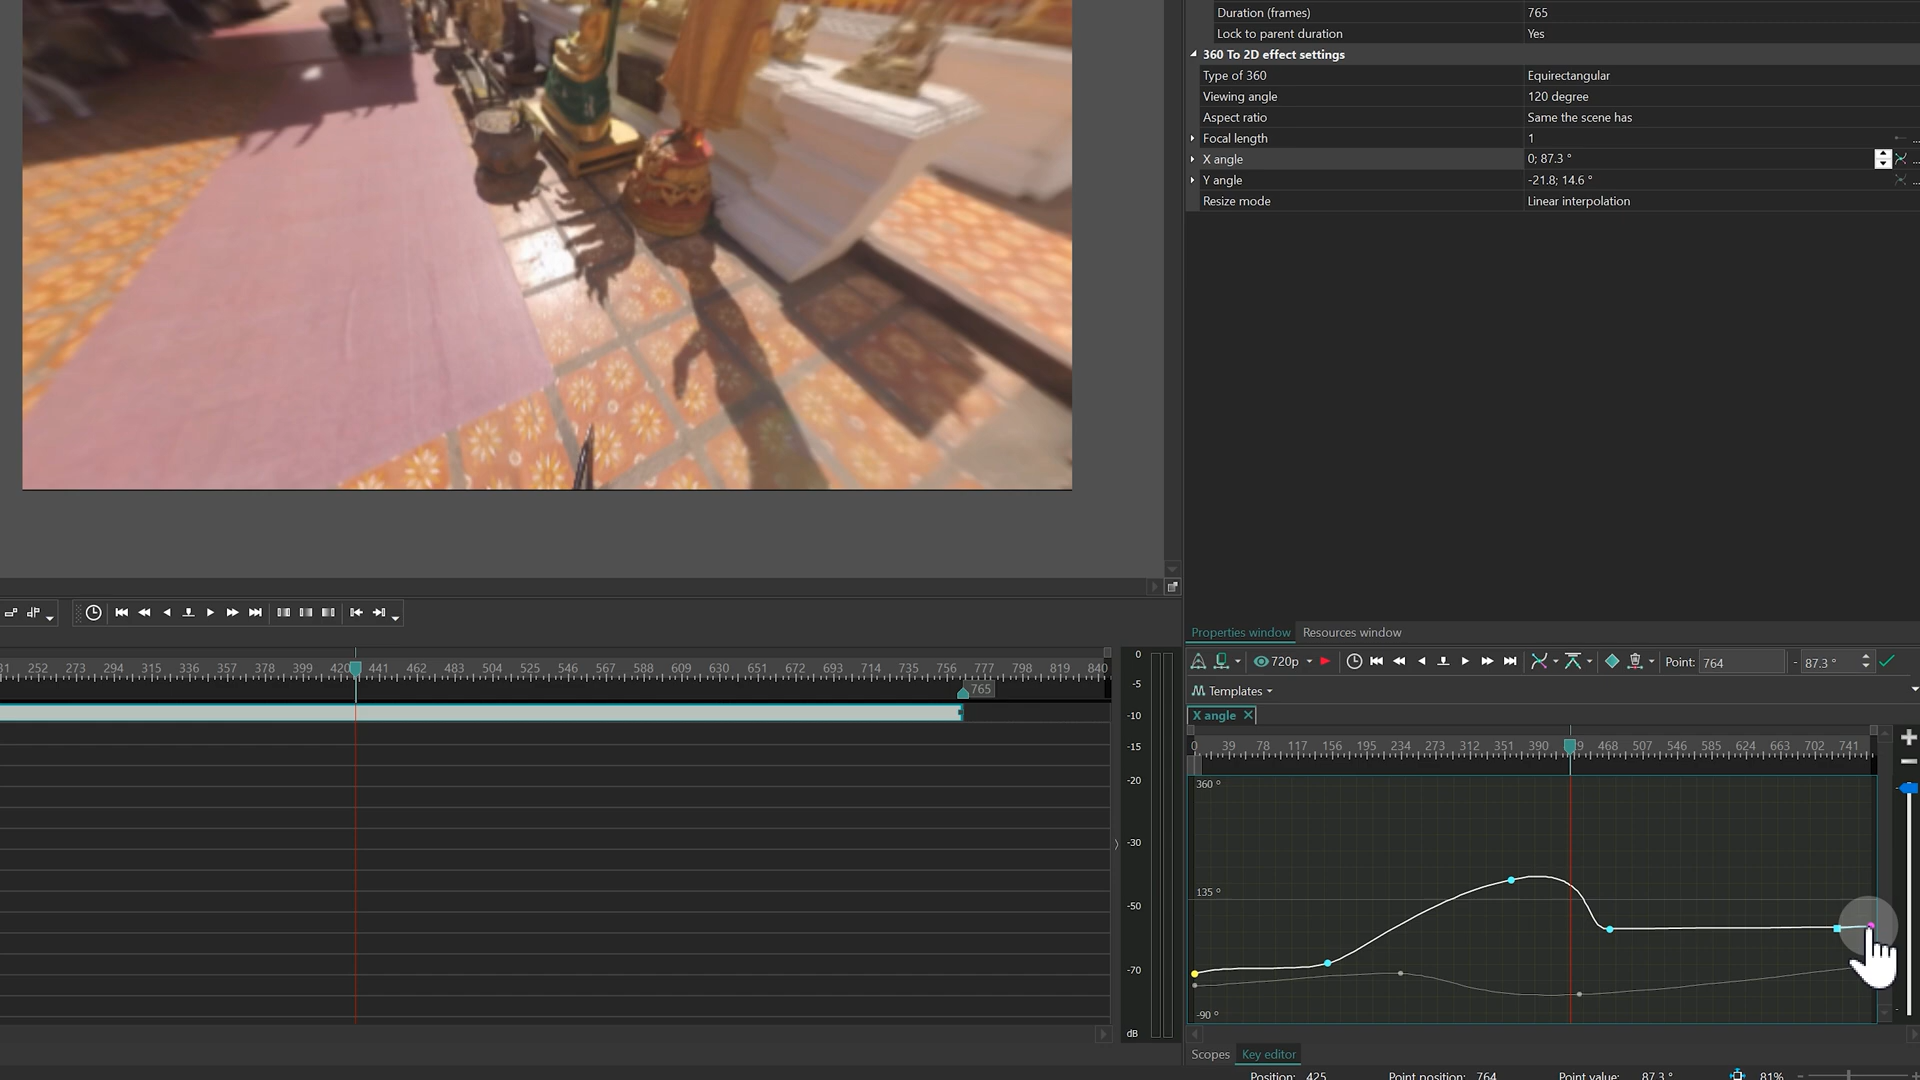 Duration (frames) 765
Lock to parent duration Yes
360 To 2D effect settings
Type of 360 Equirectangular
Viewing angle 120 degree
Aspect ratio Same the scene has
Focal length 1
X angle 0; 87.3 °
Y angle -21.8; 14.6 °
Resize mode Linear interpolation
Properties window Resources window
720p Point: 764 - 87.3 °
Templates
X angle
0 39 78 117 156 195 234 273 312 351 390 468 507 546 585 624 663 702 741
360 °
135 °
-90 °
252 273 294 315 336 357 378 399 420 441 462 483 504 525 546 567 588 609 630 651 672 693 714 735 756 777 798 819 840
765
0
-5
-10
-15
-20
-30
-50
-70
dB
Scopes Key editor
Position: 425 Point position: 764 Point value: 87.3 ° 81%